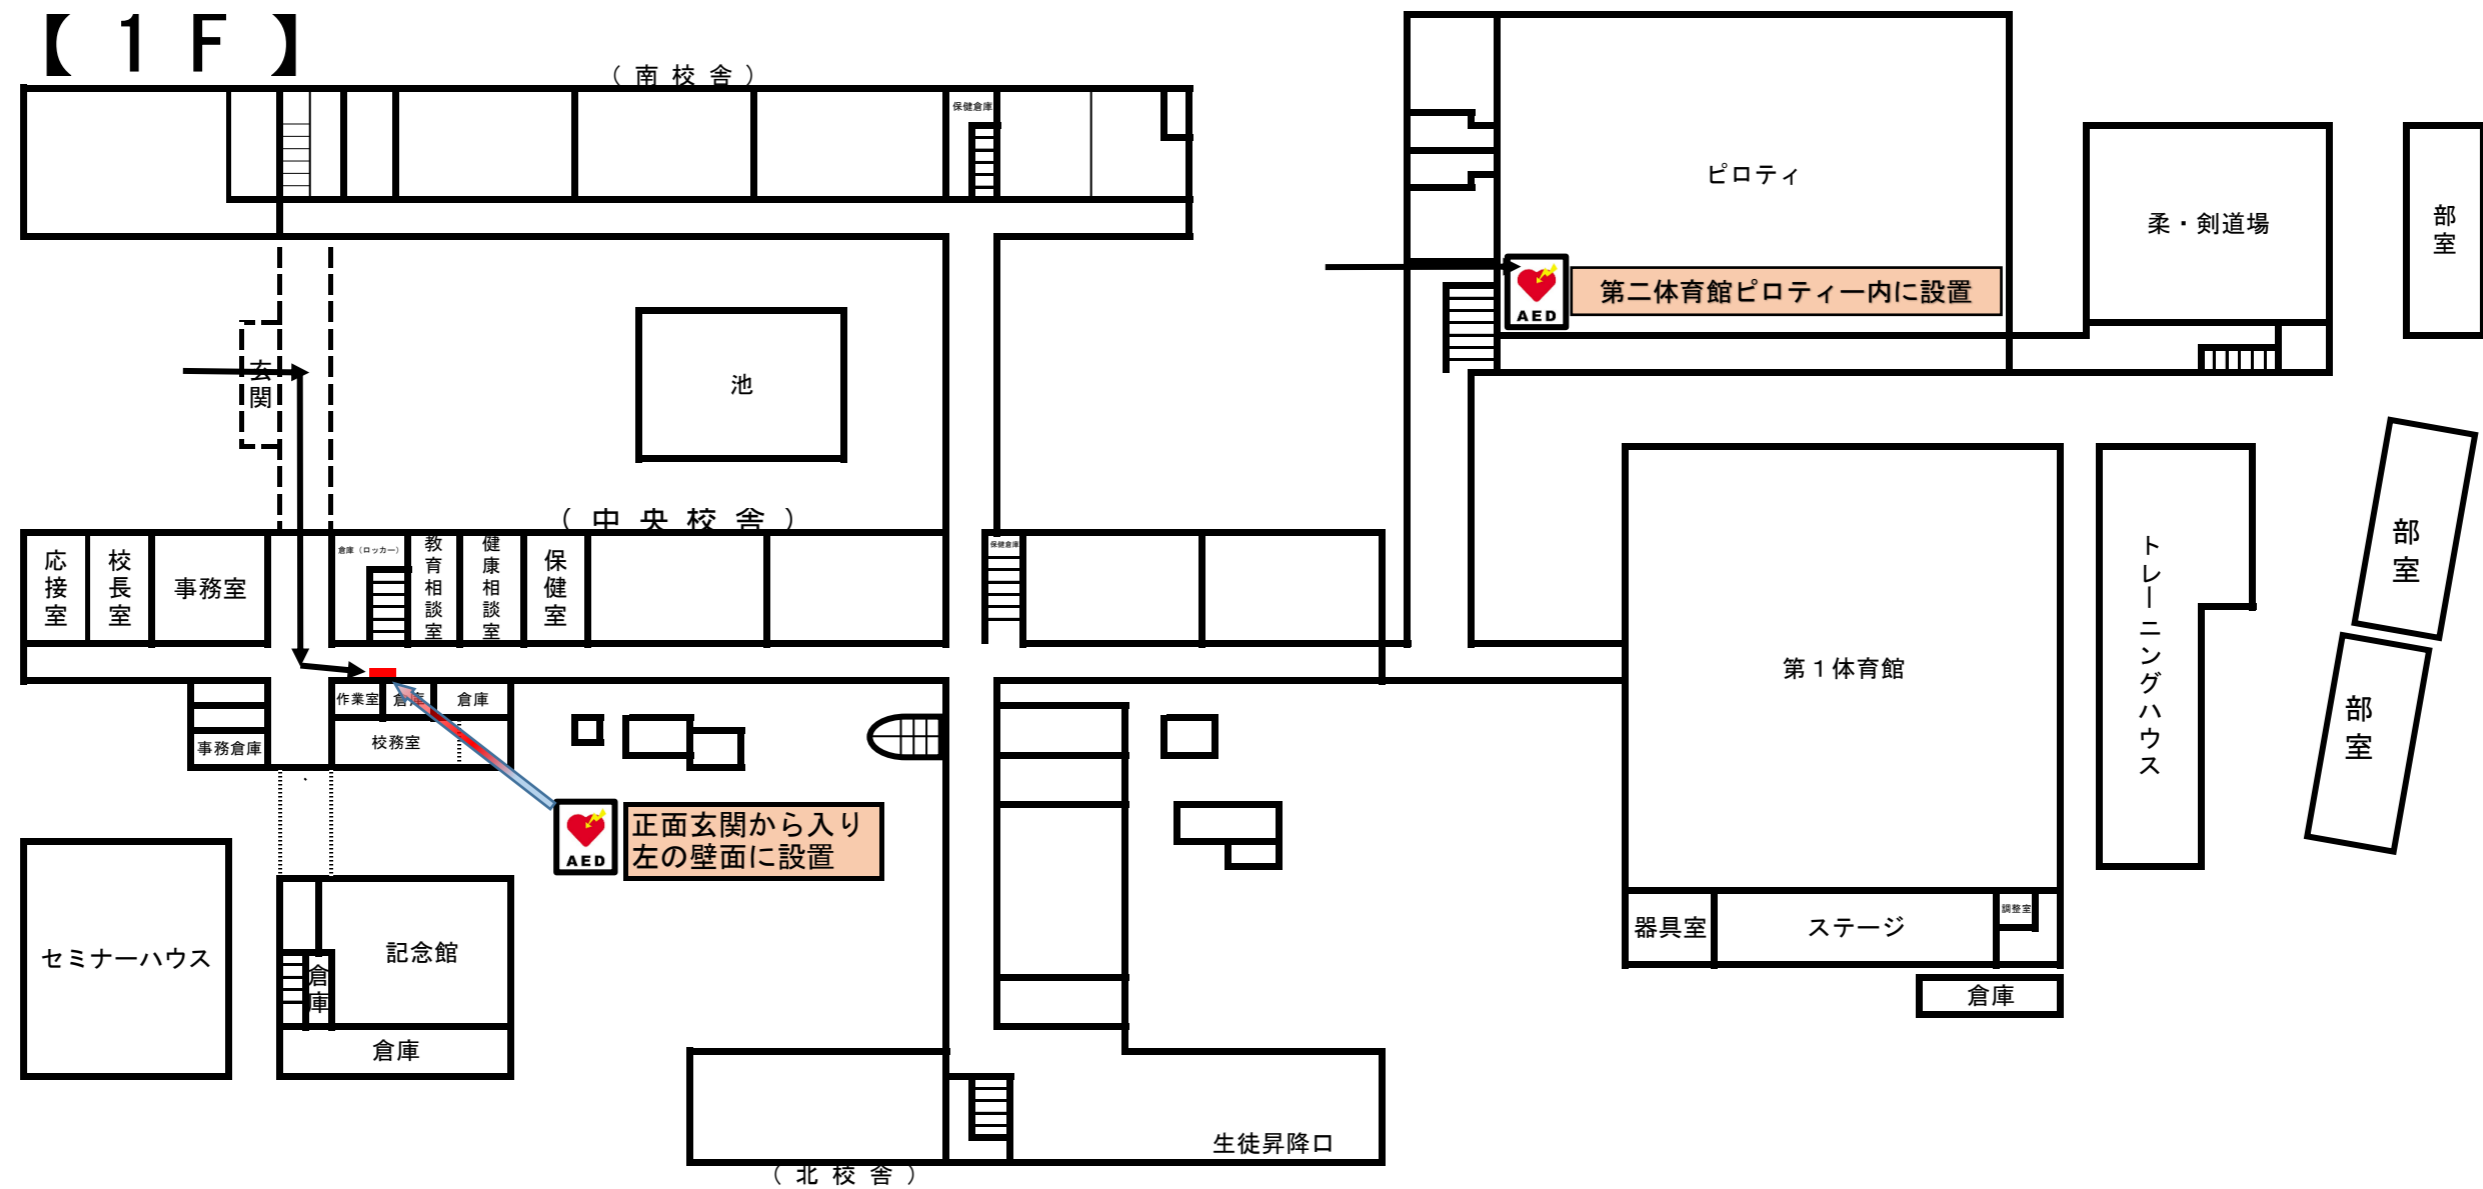 【１Ｆ】
（南校舎）
保健倉庫
ピロティ
柔・剣道場
部室
第二体育館ピロティー内に設置
AED
玄関
池
（中央校舎）
応接室
校長室
事務室
倉庫（ロッカー）
教育相談室
健康相談室
保健室
保健倉庫
トレーニングハウス
部室
部室
第１体育館
作業室
倉庫
倉庫
校務室
事務倉庫
AED
正面玄関から入り
左の壁面に設置
セミナーハウス
記念館
倉庫
倉庫
器具室
ステージ
調整室
倉庫
生徒昇降口
（北校舎）